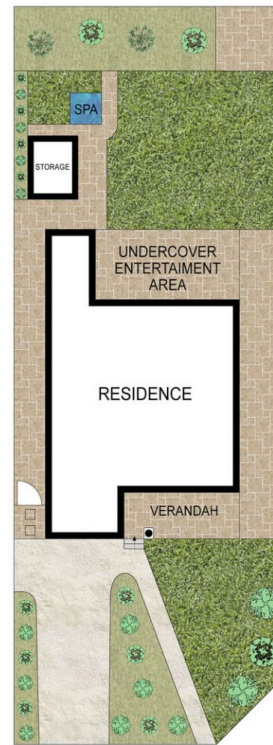 SPA
STORAGE
UNDERCOVER
ENTERTAIMENT
AREA
RESIDENCE
VERANDAH